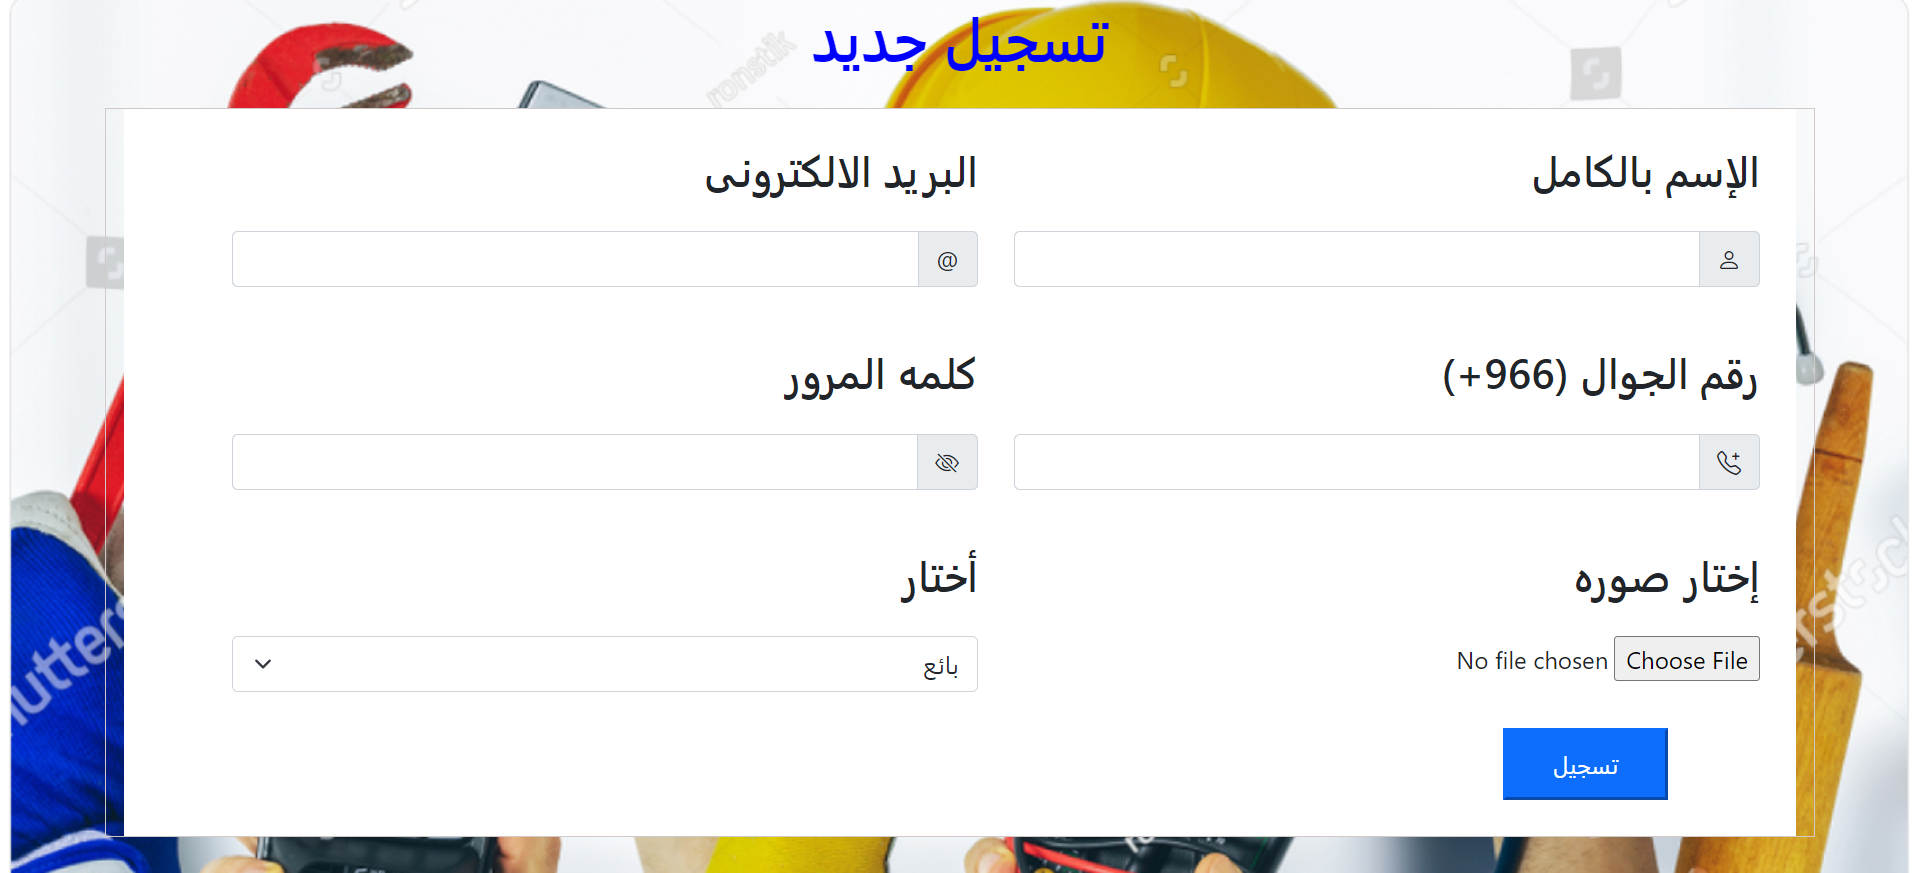 تسجيل جديد
ronstik
الإسم بالكامل
البريد الالكترونى
@
رقم الجوال (966+)
كلمه المرور
إختار صوره
أختار
Choose File No file chosen
بائع
تسجيل